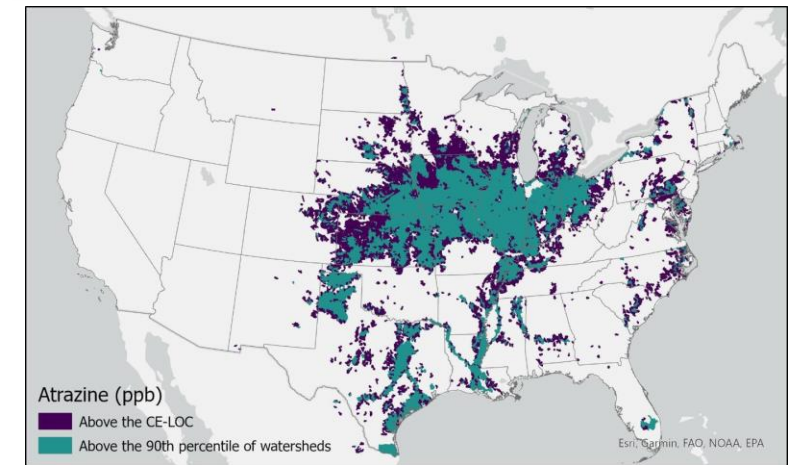 Atrazine (ppb)
Above the CE-LOC
Above the 90th percentile of watersheds
Esri, Garmin, FAO, NOAA, EPA